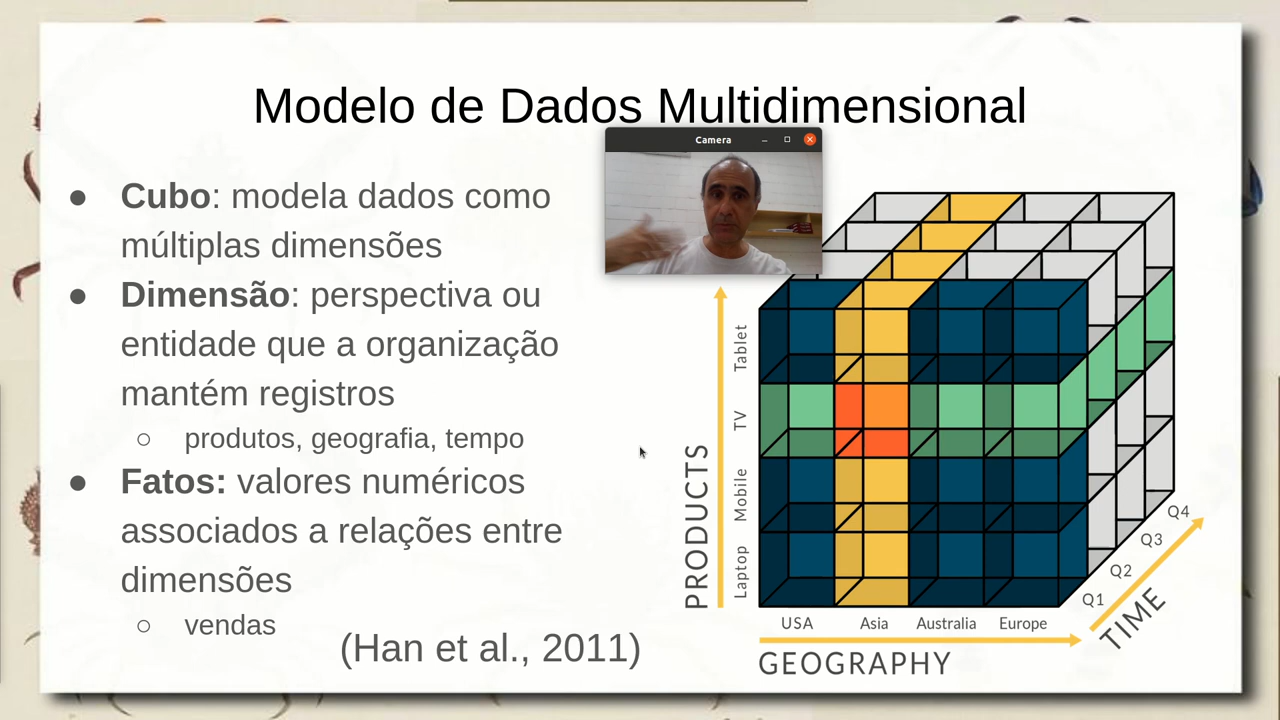 Modelo de Dados Multidimensional
Camera
● Cubo: modela dados como
múltiplas dimensões
● Dimensão: perspectiva ou
entidade que a organização
mantém registros
○ produtos, geografia, tempo
● Fatos: valores numéricos
associados a relações entre
dimensões
○ vendas
(Han et al., 2011)
PRODUCTS
Tablet
TV
Mobile
Laptop
USA Asia Australia Europe
GEOGRAPHY
Q1
Q2
Q3
Q4
TIME